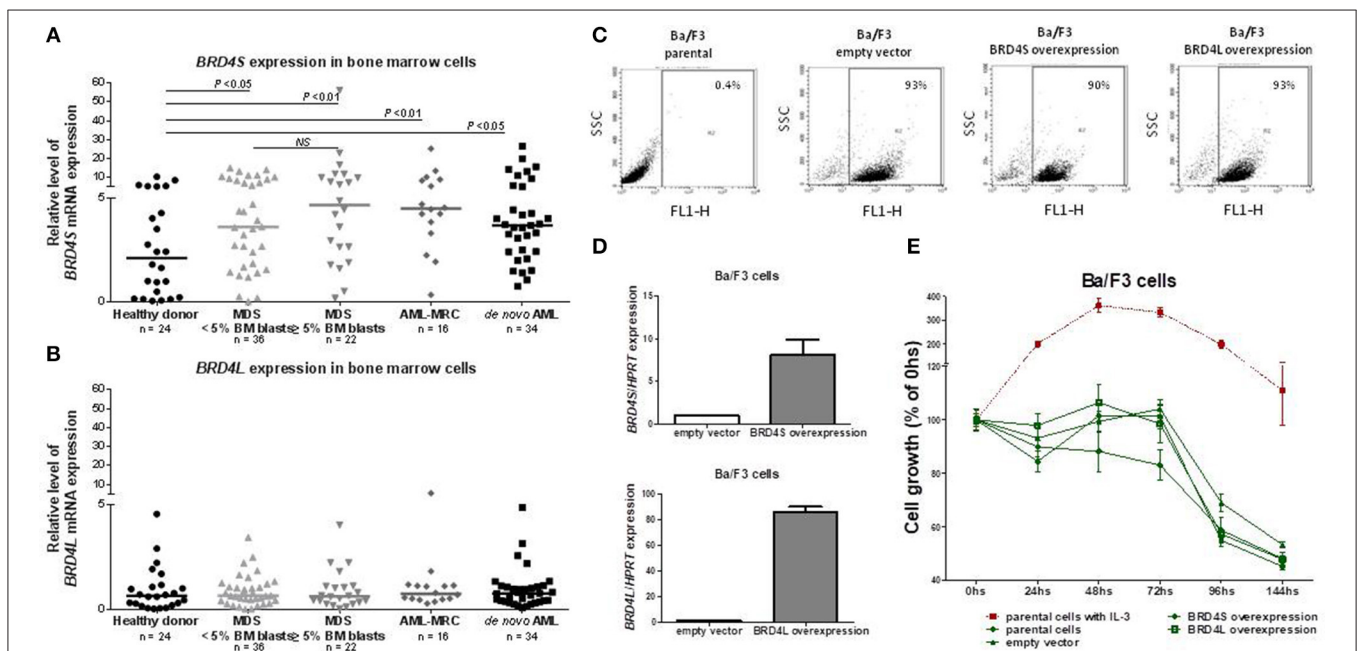 A
BRD4S expression in bone marrow cells
Relative level of
BRD4S mRNA expression
60
50
40
30
20
10
5
0
P <0.05
P <0.01
P <0.01
P <0.05
NS
Healthy donor
n = 24
MDS
< 5% BM blasts
n = 36
MDS
≥ 5% BM blasts
n = 22
AML-MRC
n = 16
de novo AML
n = 34
B
BRD4L expression in bone marrow cells
Relative level of
BRD4L mRNA expression
60
50
40
30
20
10
5
0
Healthy donor
n = 24
MDS
< 5% BM blasts
n = 36
MDS
≥ 5% BM blasts
n = 22
AML-MRC
n = 16
de novo AML
n = 34
C
Ba/F3
parental
0.4%
SSC
FL1-H
Ba/F3
empty vector
93%
SSC
FL1-H
Ba/F3
BRD4S overexpression
90%
SSC
FL1-H
Ba/F3
BRD4L overexpression
93%
SSC
FL1-H
D
Ba/F3 cells
BRD4S/HPRT expression
15
10
5
0
empty vector
BRD4S overexpression
Ba/F3 cells
BRD4L/HPRT expression
100
80
60
40
20
0
empty vector
BRD4L overexpression
E
Ba/F3 cells
Cell growth (% of 0hs)
400
300
200
120
100
80
60
40
0hs
24hs
48hs
72hs
96hs
144hs
parental cells with IL-3
parental cells
empty vector
BRD4S overexpression
BRD4L overexpression